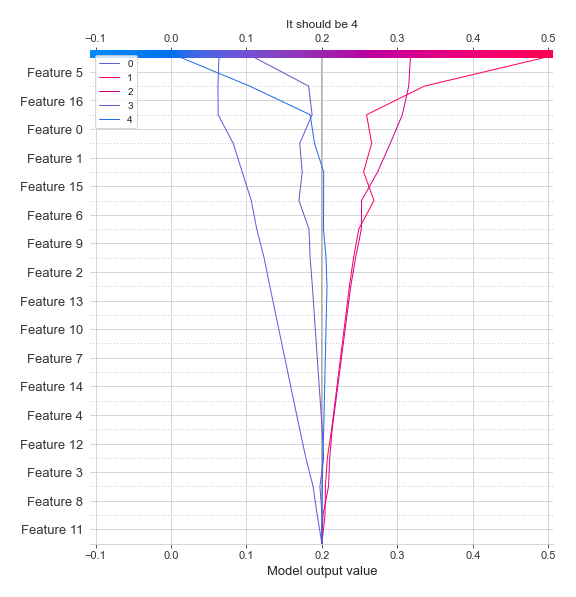 It should be 4
−0.1 0.0 0.1 0.2 0.3 0.4 0.5
0
1
2
3
4
Feature 5
Feature 16
Feature 0
Feature 1
Feature 15
Feature 6
Feature 9
Feature 2
Feature 13
Feature 10
Feature 7
Feature 14
Feature 4
Feature 12
Feature 3
Feature 8
Feature 11
−0.1 0.0 0.1 0.2 0.3 0.4 0.5
Model output value